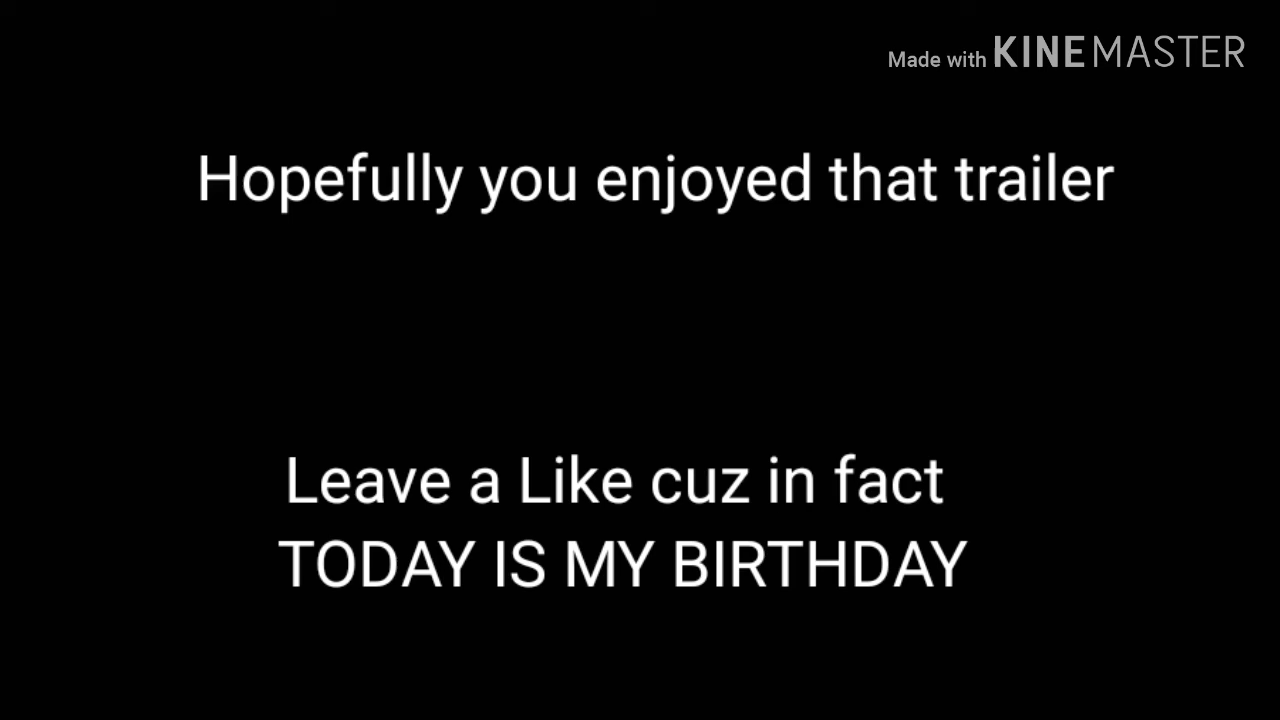 Made with KINEMASTER
Hopefully you enjoyed that trailer
Leave a Like cuz in fact
TODAY IS MY BIRTHDAY